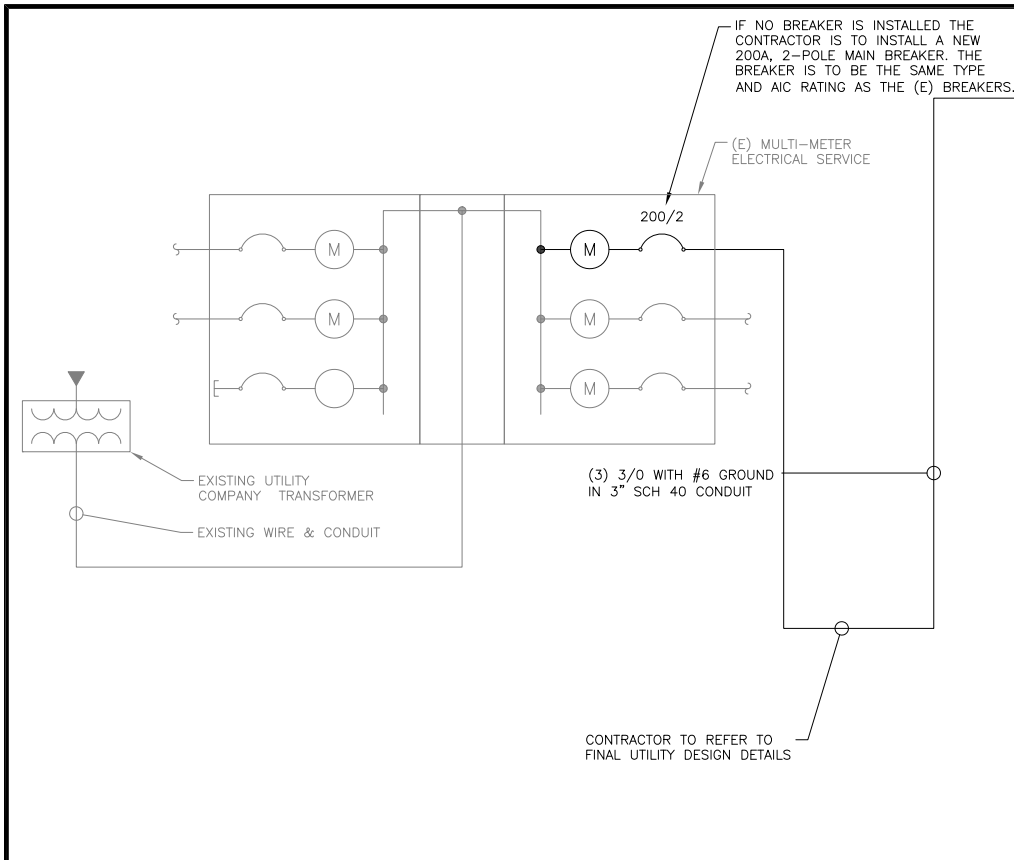 IF NO BREAKER IS INSTALLED THE
CONTRACTOR IS TO INSTALL A NEW
200A, 2-POLE MAIN BREAKER. THE
BREAKER IS TO BE THE SAME TYPE
AND AIC RATING AS THE (E) BREAKERS.
(E) MULTI-METER
ELECTRICAL SERVICE
200/2
M
M
M
M
M
(3) 3/0 WITH #6 GROUND
IN 3" SCH 40 CONDUIT
EXISTING UTILITY
COMPANY TRANSFORMER
EXISTING WIRE & CONDUIT
CONTRACTOR TO REFER TO
FINAL UTILITY DESIGN DETAILS